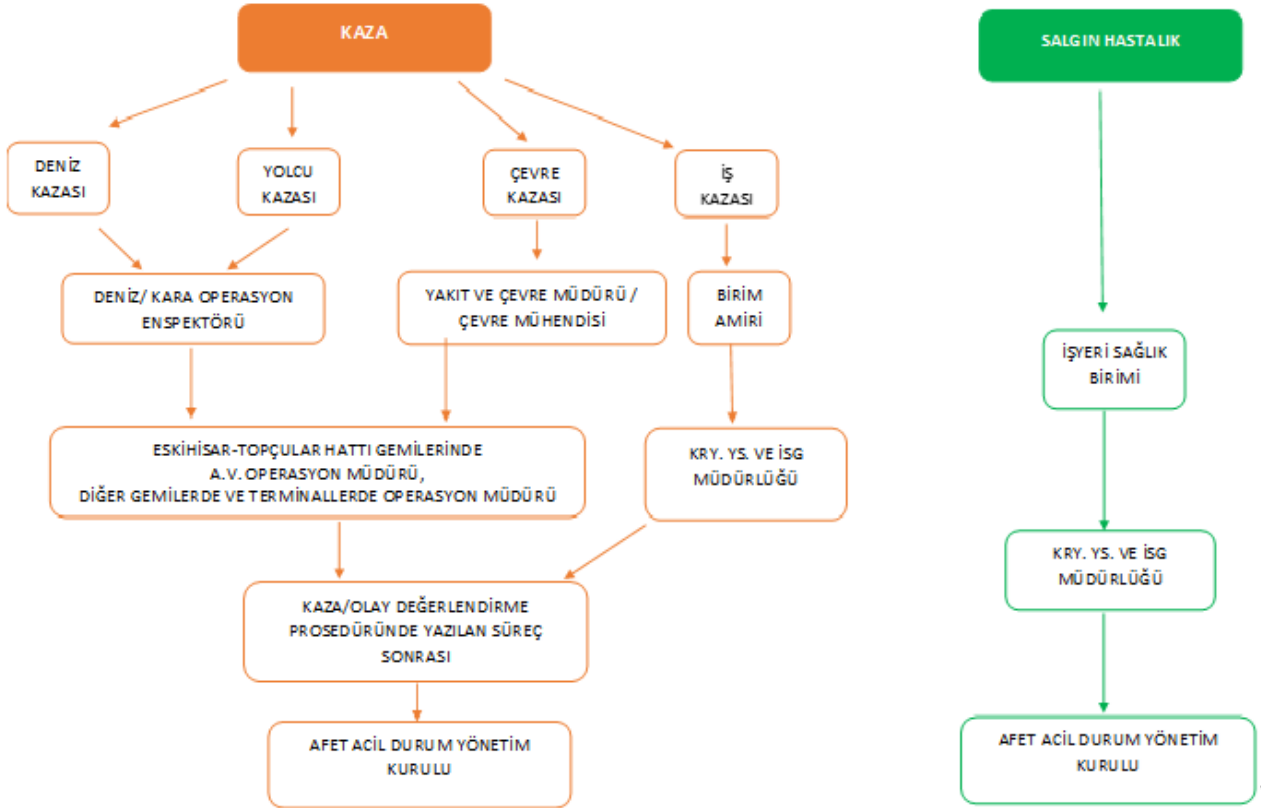 KAZA
SALGIN HASTALIK
DENİZ
KAZASI
YOLCU
KAZASI
ÇEVRE
KAZASI
İŞ
KAZASI
DENİZ/ KARA OPERASYON
ENSPEKTÖRÜ
YAKIT VE ÇEVRE MÜDÜRÜ /
ÇEVRE MÜHENDİSİ
BİRİM
AMİRİ
İŞYERİ SAĞLIK
BİRİMİ
ESKİHİSAR-TOPÇULAR HATTI GEMİLERİNDE
A.V. OPERASYON MÜDÜRÜ,
DİĞER GEMİLERDE VE TERMİNALLERDE OPERASYON MÜDÜRÜ
KRY. YS. VE İSG
MÜDÜRLÜĞÜ
KRY. YS. VE İSG
MÜDÜRLÜĞÜ
KAZA/OLAY DEĞERLENDİRME
PROSEDÜRÜNDE YAZILAN SÜREÇ
SONRASI
AFET ACİL DURUM YÖNETİM
KURULU
AFET ACİL DURUM YÖNETİM
KURULU